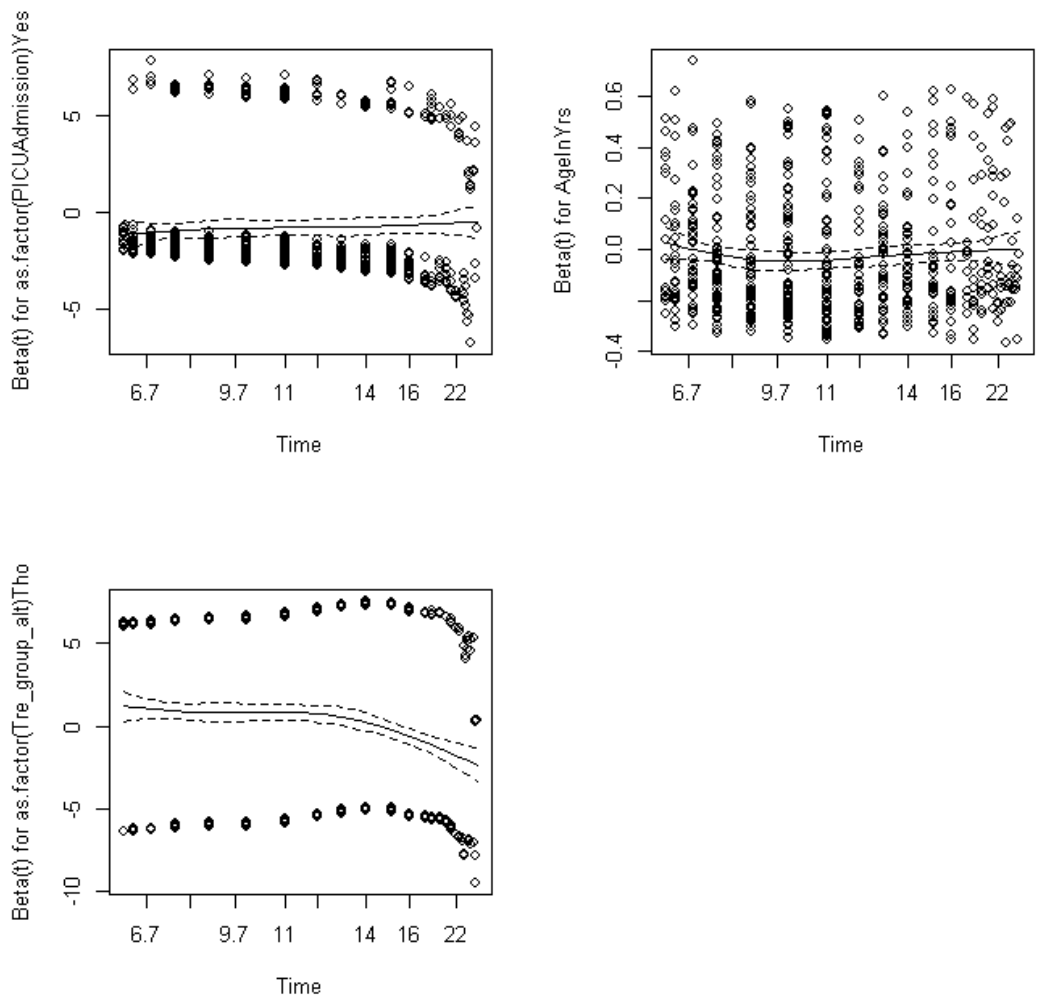 Beta(t) for as.factor(PICUAdmission)Yes
5
0
-5
6.7 9.7 11 14 16 22
Time
Beta(t) for AgeInYrs
0.6
0.4
0.2
0.0
-0.4
6.7 9.7 11 14 16 22
Time
Beta(t) for as.factor(Tre_group_alt)Tho
5
0
-5
-10
6.7 9.7 11 14 16 22
Time